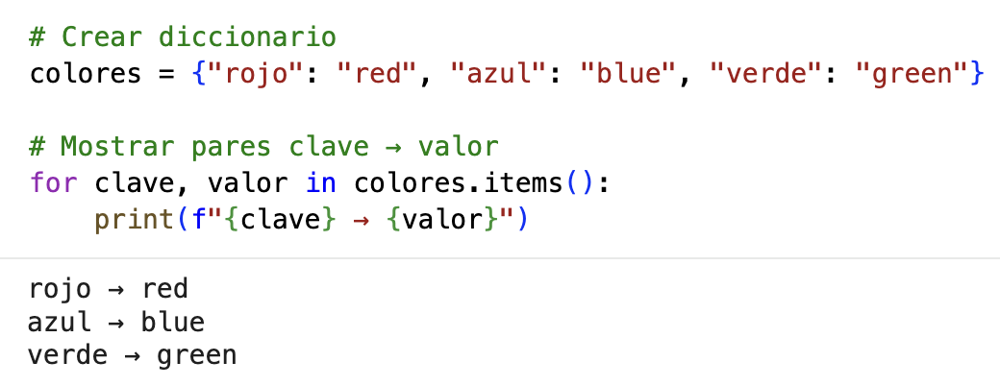 # Crear diccionario
colores = {"rojo": "red", "azul": "blue", "verde": "green"}
# Mostrar pares clave → valor
for clave, valor in colores.items():
    print(f"{clave} → {valor}")
rojo → red
azul → blue
verde → green